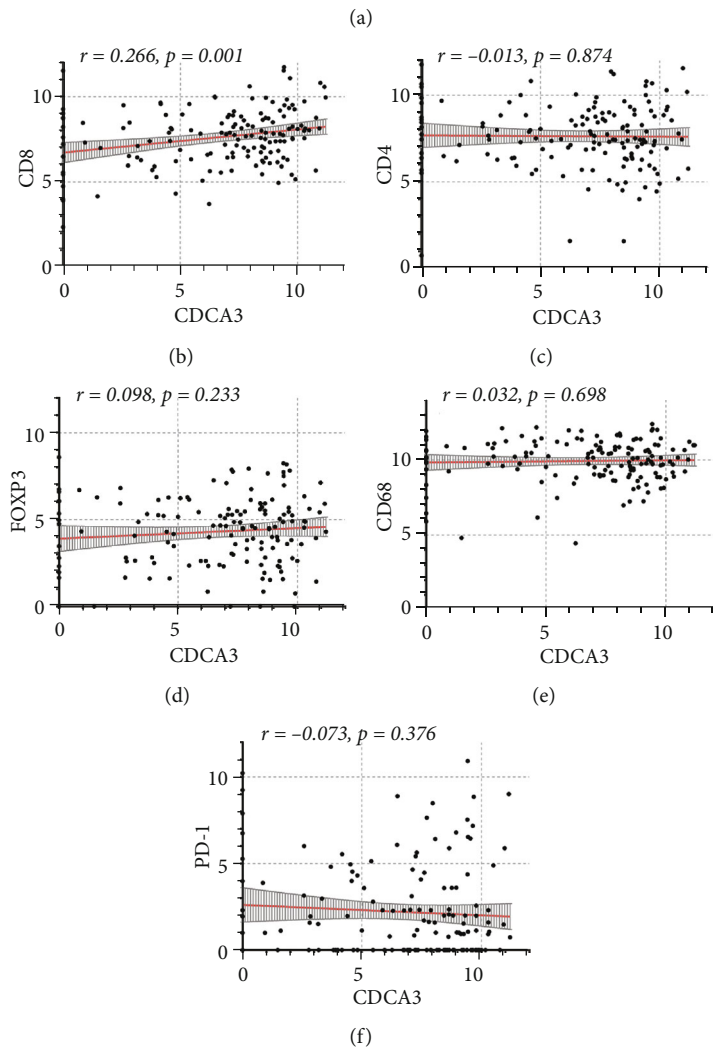 (a)
r = 0.266, p = 0.001
10
5
0
CD8
0 5 10
CDCA3
(b)
r = –0.013, p = 0.874
10
5
0
CD4
0 5 10
CDCA3
(c)
r = 0.098, p = 0.233
10
5
0
FOXP3
0 5 10
CDCA3
(d)
r = 0.032, p = 0.698
10
5
0
CD68
0 5 10
CDCA3
(e)
r = –0.073, p = 0.376
10
5
0
PD-1
0 5 10
CDCA3
(f)